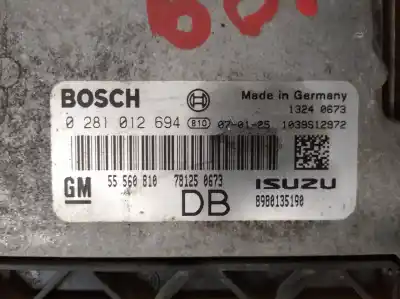 BOSCH
Made in Germany
1324 0673
0 281 012 694 B10 07-01-25 1039S12972
GM 55 560 810 78125 0673 ISUZU
DB 8980135190